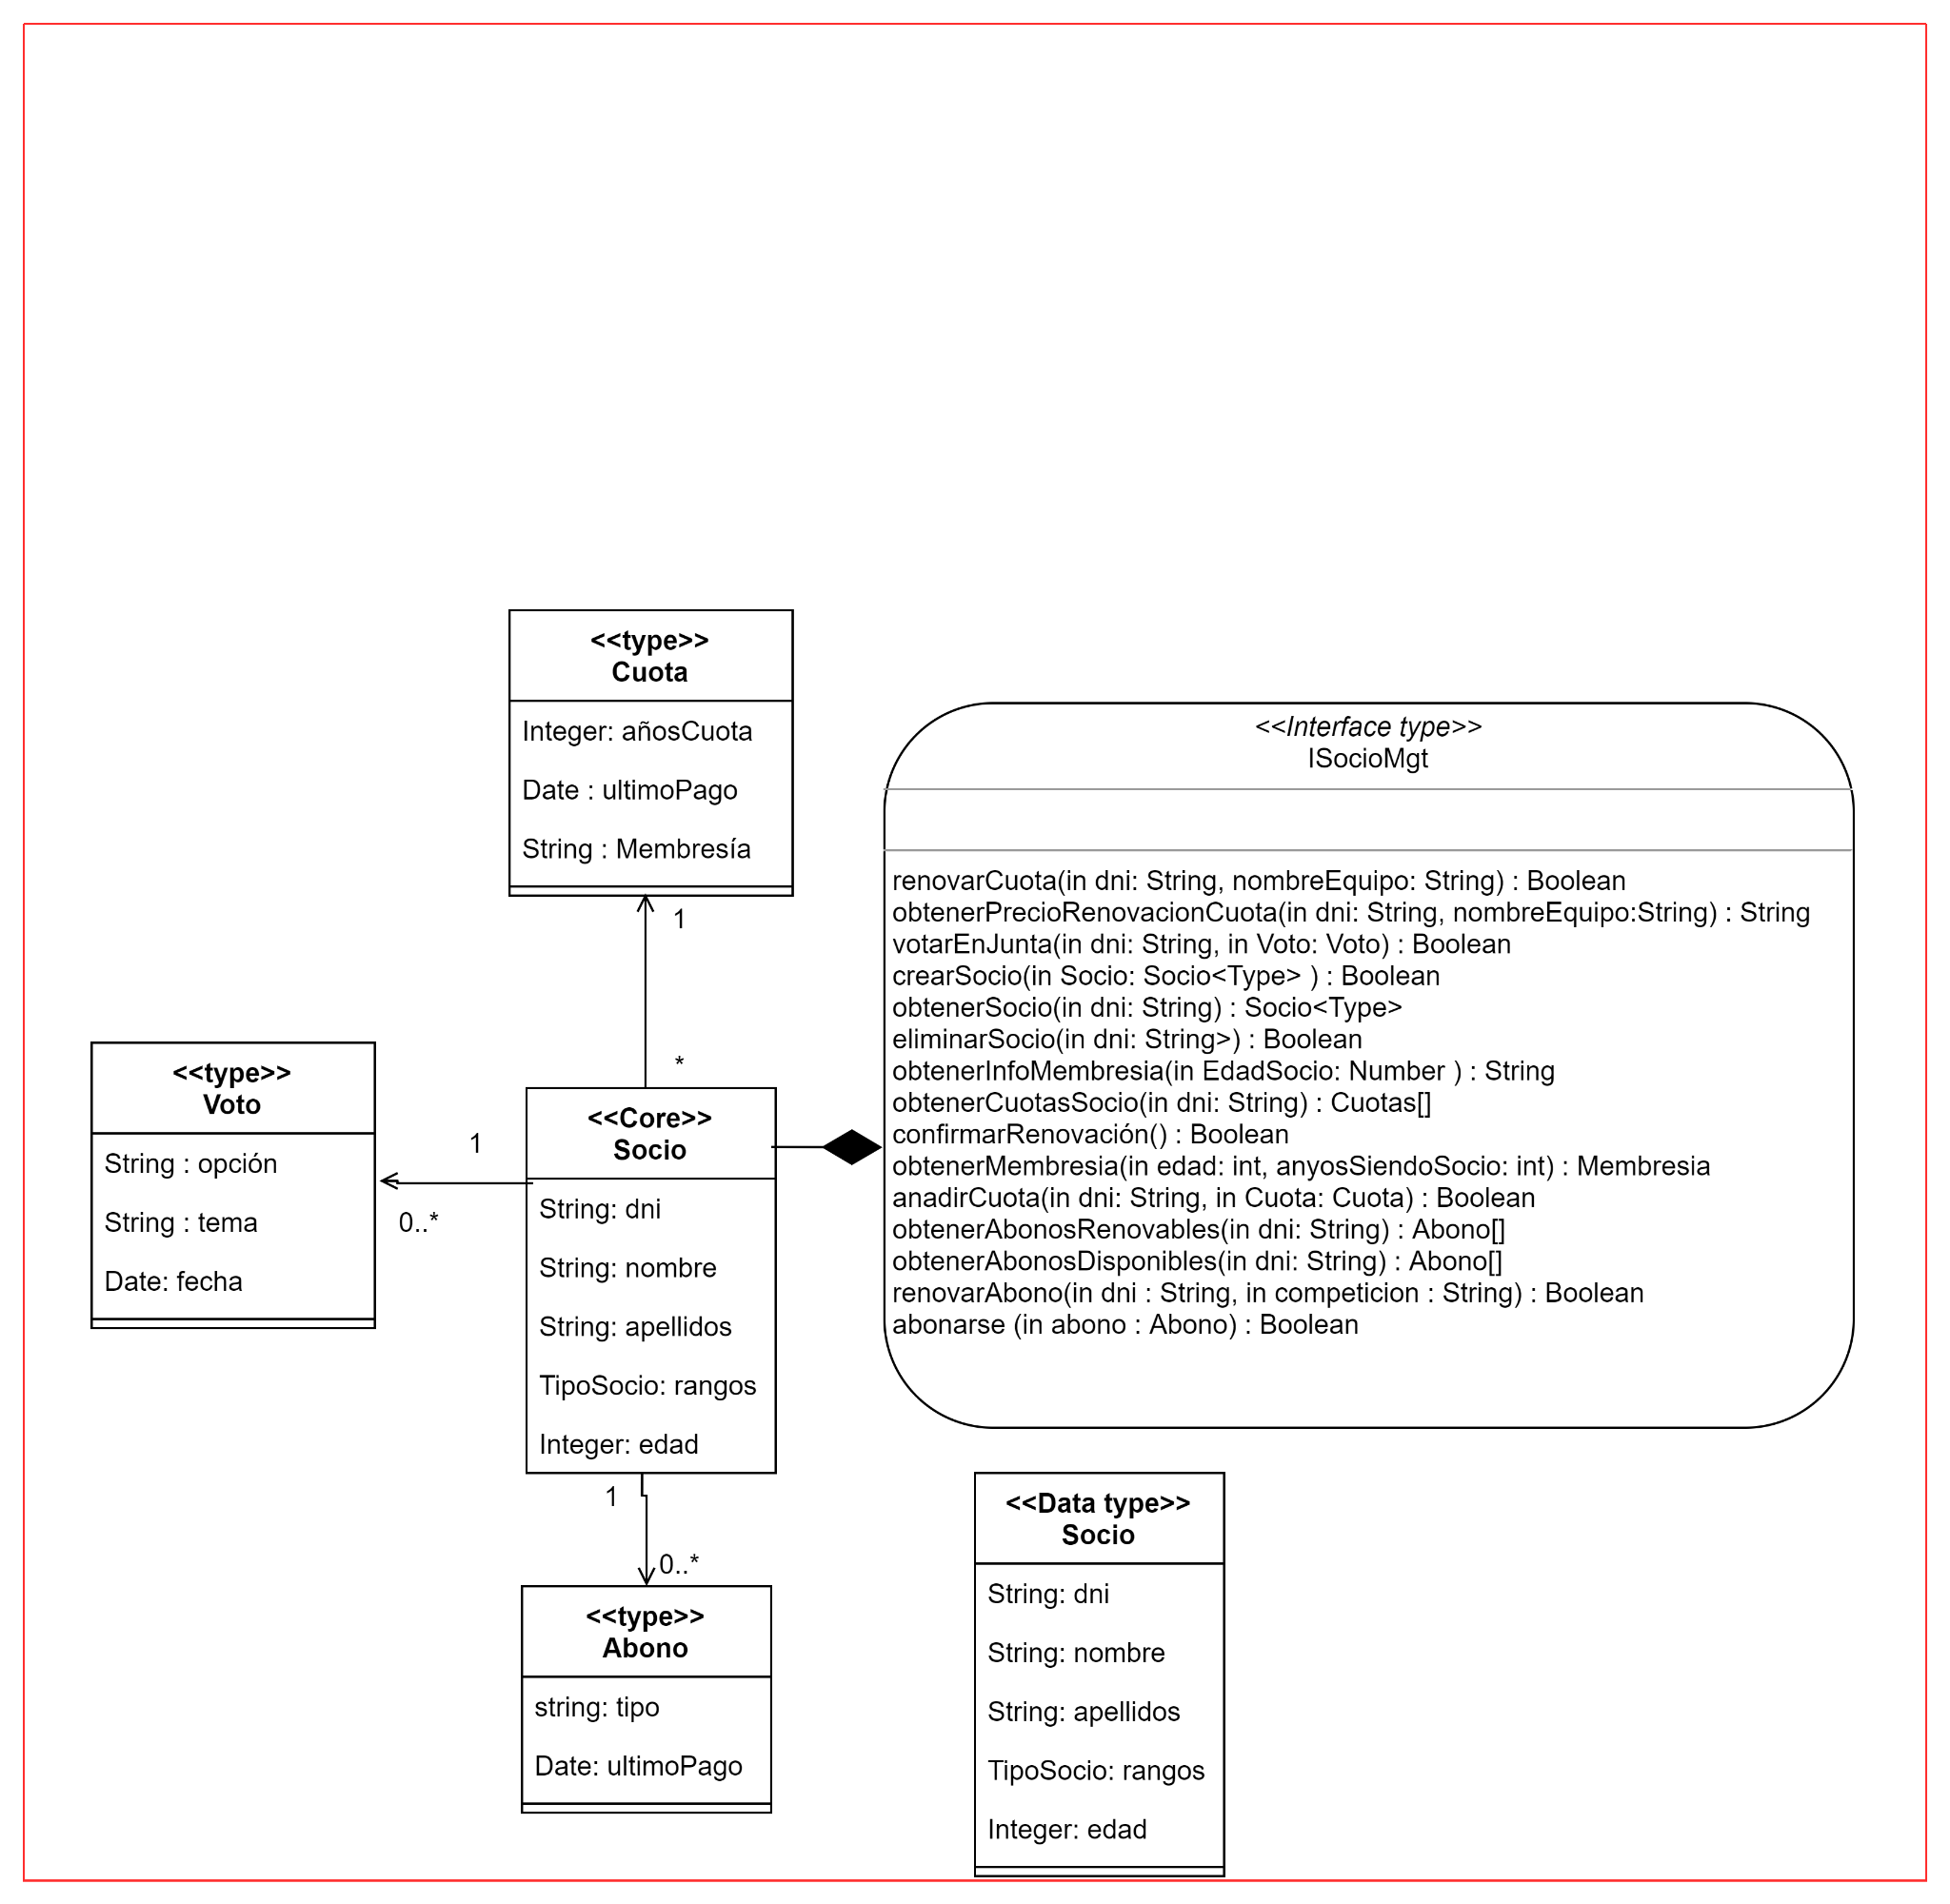 <<type>>
Cuota
Integer: añosCuota
Date : ultimoPago
String : Membresía
1
*
<<Interface type>>
ISocioMgt
renovarCuota(in dni: String, nombreEquipo: String) : Boolean
obtenerPrecioRenovacionCuota(in dni: String, nombreEquipo:String) : String
votarEnJunta(in dni: String, in Voto: Voto) : Boolean
crearSocio(in Socio: Socio<Type> ) : Boolean
obtenerSocio(in dni: String) : Socio<Type>
eliminarSocio(in dni: String>) : Boolean
obtenerInfoMembresia(in EdadSocio: Number ) : String
obtenerCuotasSocio(in dni: String) : Cuotas[]
confirmarRenovación() : Boolean
obtenerMembresia(in edad: int, anyosSiendoSocio: int) : Membresia
anadirCuota(in dni: String, in Cuota: Cuota) : Boolean
obtenerAbonosRenovables(in dni: String) : Abono[]
obtenerAbonosDisponibles(in dni: String) : Abono[]
renovarAbono(in dni : String, in competicion : String) : Boolean
abonarse (in abono : Abono) : Boolean
<<type>>
Voto
String : opción
String : tema
Date: fecha
1
0..*
<<Core>>
Socio
String: dni
String: nombre
String: apellidos
TipoSocio: rangos
Integer: edad
1
0..*
<<type>>
Abono
string: tipo
Date: ultimoPago
<<Data type>>
Socio
String: dni
String: nombre
String: apellidos
TipoSocio: rangos
Integer: edad